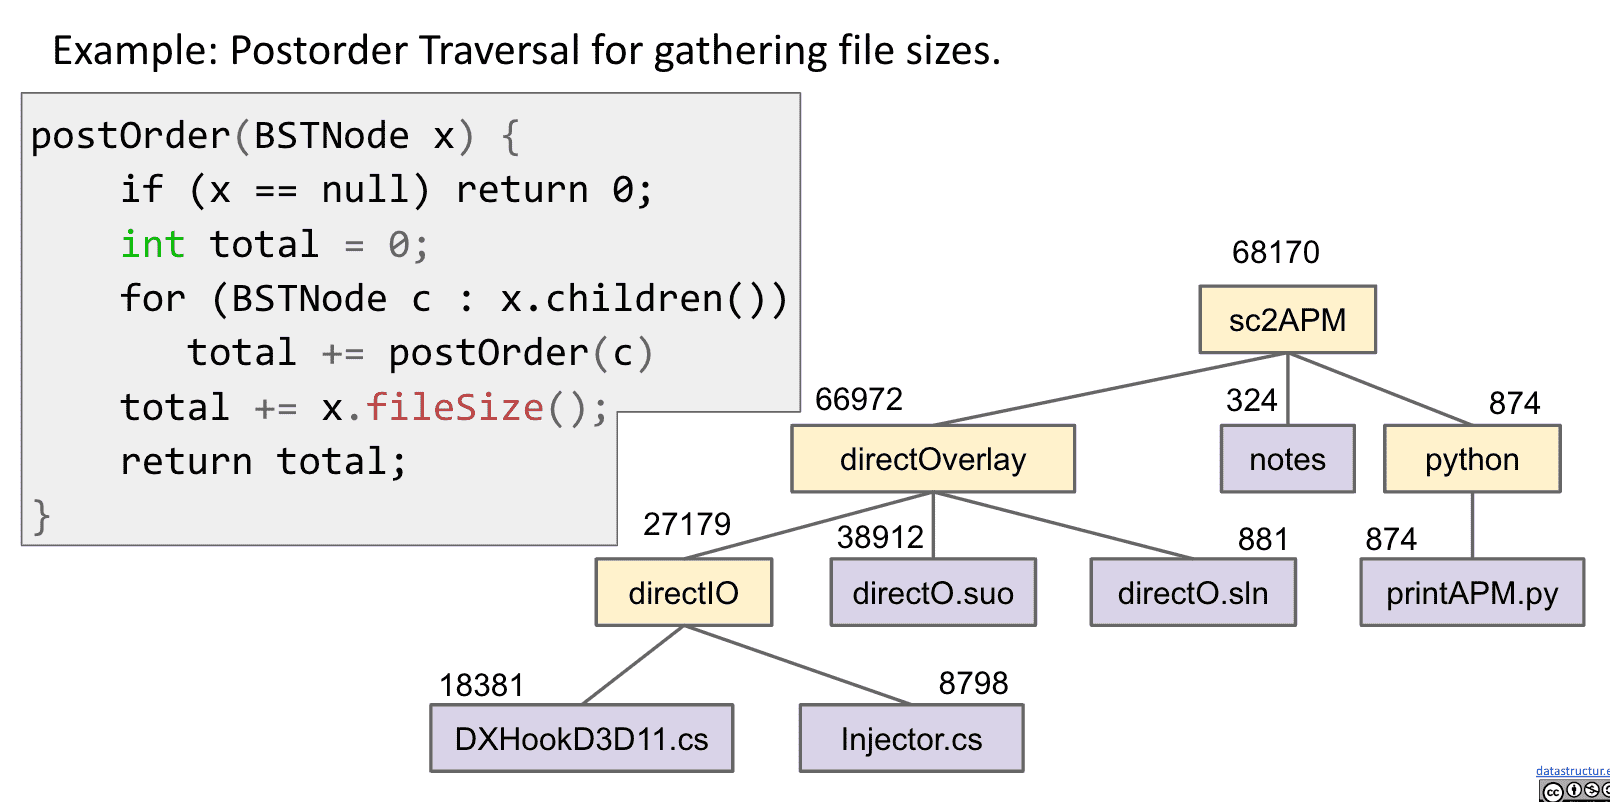 Example: Postorder Traversal for gathering file sizes.
postOrder(BSTNode x) {
if (x == null) return 0;
int total = 0;
for (BSTNode c : x.children())
total += postOrder(c)
total += x.fileSize();
return total;
}
68170
sc2APM
66972
324
874
directOverlay
notes
python
27179
38912
881
874
directIO
directO.suo
directO.sln
printAPM.py
18381
8798
DXHookD3D11.cs
Injector.cs
datastructur.e
cc